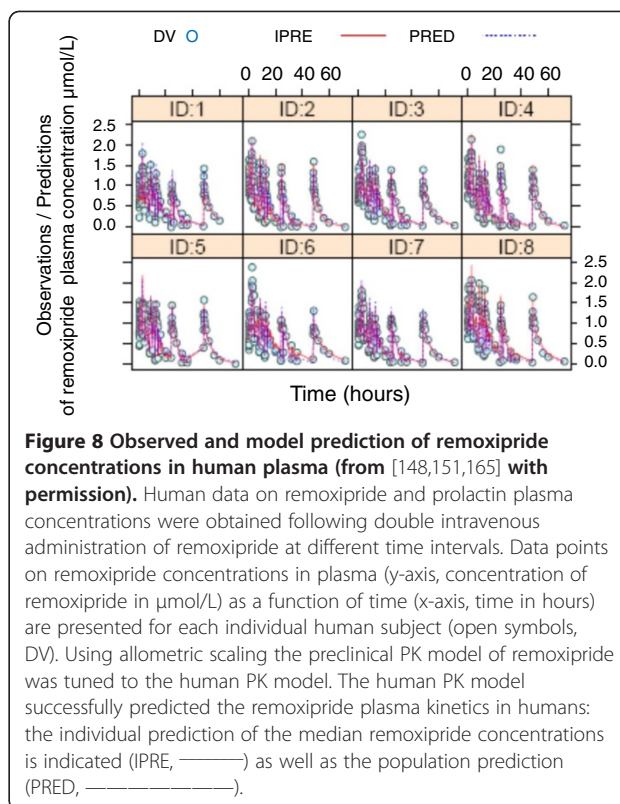 DV O IPRE PRED
0 20 40 60 0 20 40 60
ID:1 ID:2 ID:3 ID:4
2.5
2.0
1.5
1.0
0.5
0.0
ID:5 ID:6 ID:7 ID:8
2.5
2.0
1.5
1.0
0.5
0.0
Observations / Predictions
of remoxipride plasma concentration µmol/L)
Time (hours)
Figure 8 Observed and model prediction of remoxipride
concentrations in human plasma (from [148,151,165] with
permission). Human data on remoxipride and prolactin plasma
concentrations were obtained following double intravenous
administration of remoxipride at different time intervals. Data points
on remoxipride concentrations in plasma (y-axis, concentration of
remoxipride in µmol/L) as a function of time (x-axis, time in hours)
are presented for each individual human subject (open symbols,
DV). Using allometric scaling the preclinical PK model of remoxipride
was tuned to the human PK model. The human PK model
successfully predicted the remoxipride plasma kinetics in humans:
the individual prediction of the median remoxipride concentrations
is indicated (IPRE, ————) as well as the population prediction
(PRED, ———————).